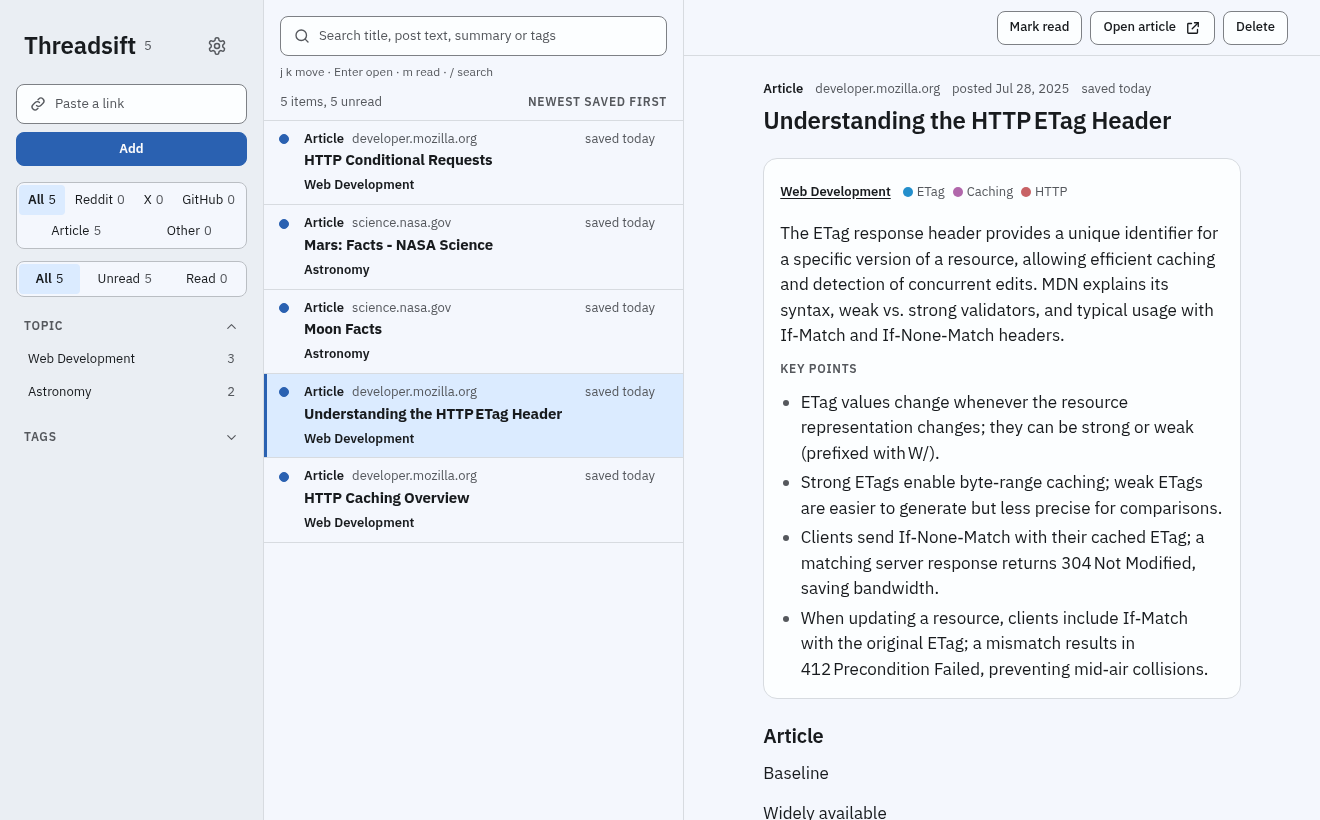 Threadsift 5
Paste a link
Add
All 5 Reddit 0 X 0 GitHub 0
Article 5 Other 0
All 5 Unread 5 Read 0
TOPIC
Web Development 3
Astronomy 2
TAGS
Search title, post text, summary or tags
j k move · Enter open · m read · / search
5 items, 5 unread NEWEST SAVED FIRST
Article developer.mozilla.org saved today
HTTP Conditional Requests
Web Development
Article science.nasa.gov saved today
Mars: Facts - NASA Science
Astronomy
Article science.nasa.gov saved today
Moon Facts
Astronomy
Article developer.mozilla.org saved today
Understanding the HTTP ETag Header
Web Development
Article developer.mozilla.org saved today
HTTP Caching Overview
Web Development
Mark read Open article Delete
Article developer.mozilla.org posted Jul 28, 2025 saved today
Understanding the HTTP ETag Header
Web Development ETag Caching HTTP
The ETag response header provides a unique identifier for
a specific version of a resource, allowing efficient caching
and detection of concurrent edits. MDN explains its
syntax, weak vs. strong validators, and typical usage with
If-Match and If-None-Match headers.
KEY POINTS
• ETag values change whenever the resource
representation changes; they can be strong or weak
(prefixed with W/).
• Strong ETags enable byte-range caching; weak ETags
are easier to generate but less precise for comparisons.
• Clients send If-None-Match with their cached ETag; a
matching server response returns 304 Not Modified,
saving bandwidth.
• When updating a resource, clients include If-Match
with the original ETag; a mismatch results in
412 Precondition Failed, preventing mid-air collisions.
Article
Baseline
Widely available